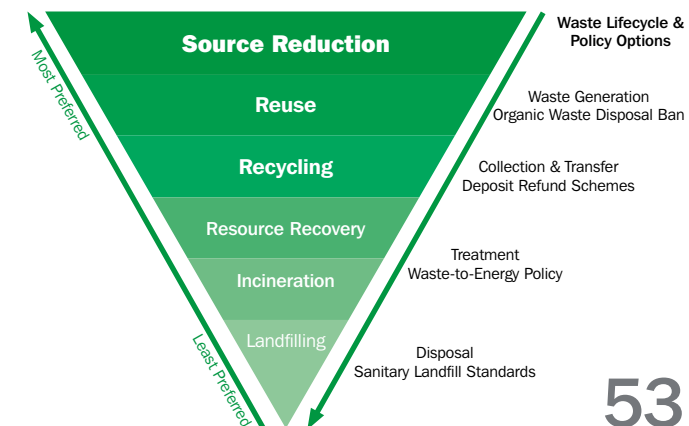 Waste Lifecycle &
Policy Options
Source Reduction
Most Preferred
Reuse
Waste Generation
Organic Waste Disposal Ban
Recycling
Collection & Transfer
Deposit Refund Schemes
Resource Recovery
Treatment
Waste-to-Energy Policy
Incineration
Landfilling
Least Preferred
Disposal
Sanitary Landfill Standards
53